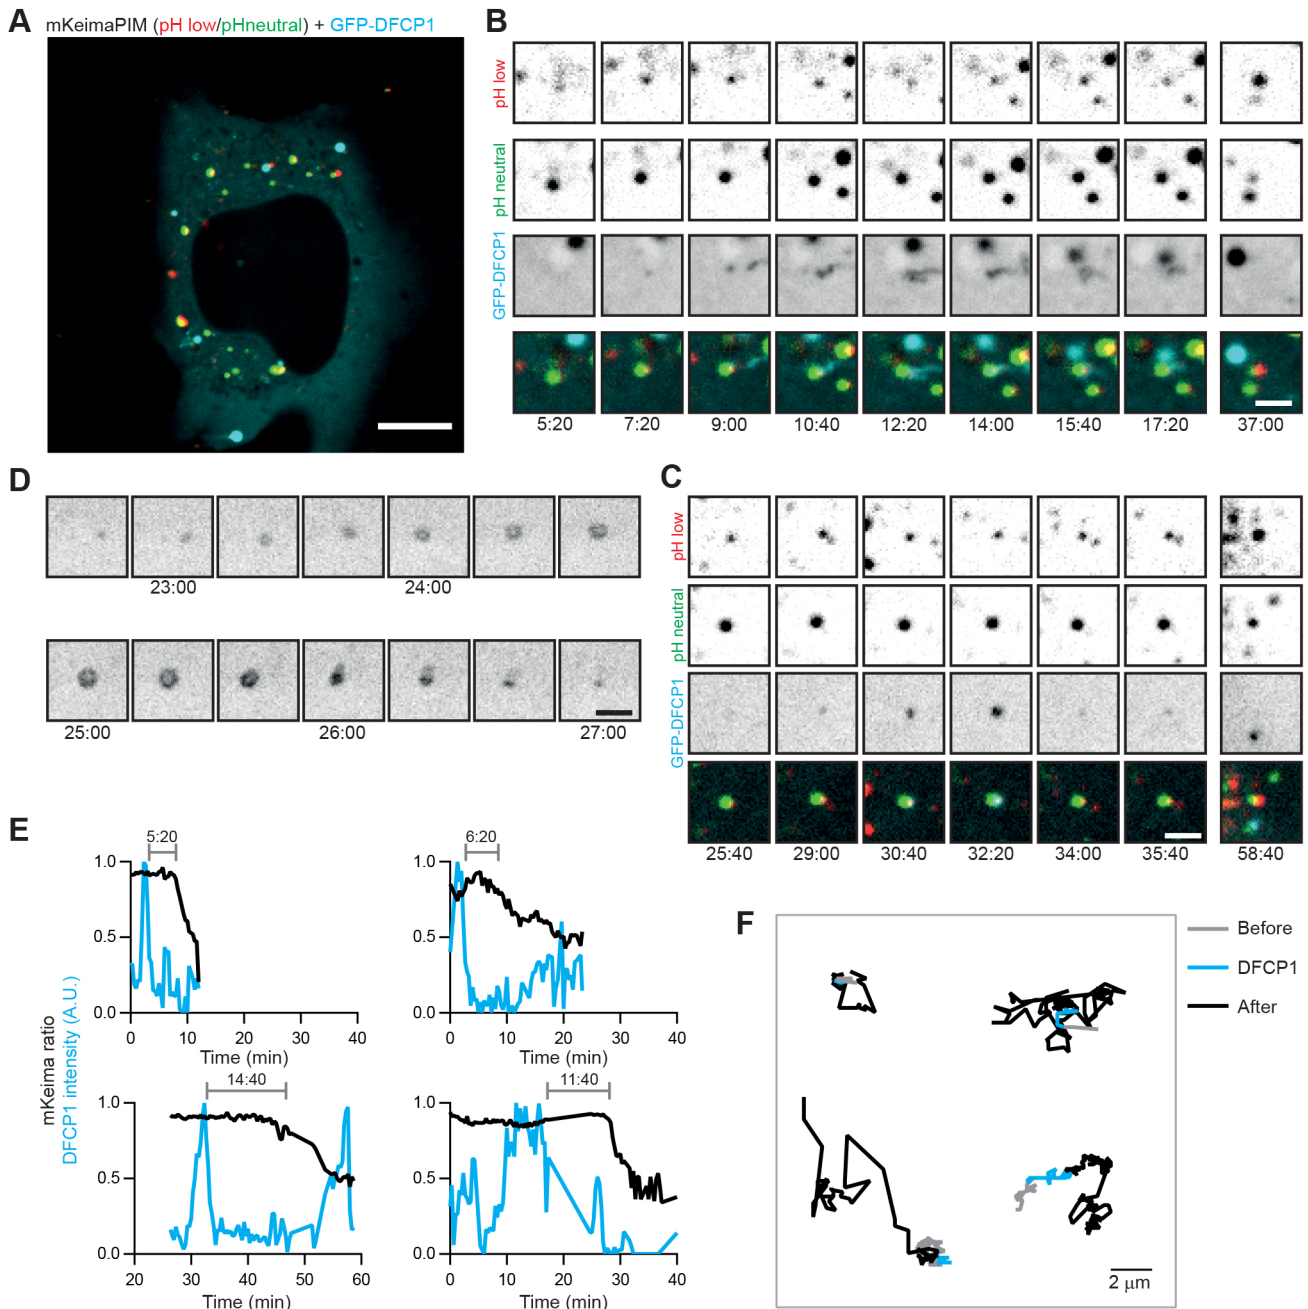 A mKeimaPIM (pH low/pHneutral) + GFP-DFCP1
B
pH low
pH neutral
GFP-DFCP1
5:20 7:20 9:00 10:40 12:20 14:00 15:40 17:20 37:00
D
23:00 24:00
25:00 26:00 27:00
C
pH low
pH neutral
GFP-DFCP1
25:40 29:00 30:40 32:20 34:00 35:40 58:40
E
mKeima ratio
DFCP1 intensity (A.U.)
5:20
1.0
0.5
0.0
0 10 20 30 40
Time (min)
6:20
1.0
0.5
0.0
0 10 20 30 40
Time (min)
14:40
1.0
0.5
0.0
20 30 40 50 60
Time (min)
11:40
1.0
0.5
0.0
0 10 20 30 40
Time (min)
F
Before
DFCP1
After
2 μm